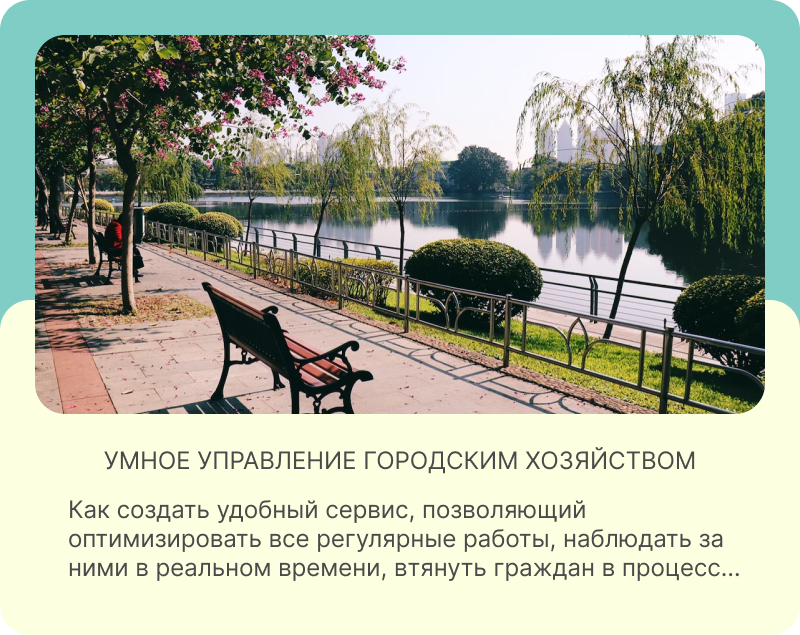 УМНОЕ УПРАВЛЕНИЕ ГОРОДСКИМ ХОЗЯЙСТВОМ
Как создать удобный сервис, позволяющий
оптимизировать все регулярные работы, наблюдать за
ними в реальном времени, втянуть граждан в процесс...